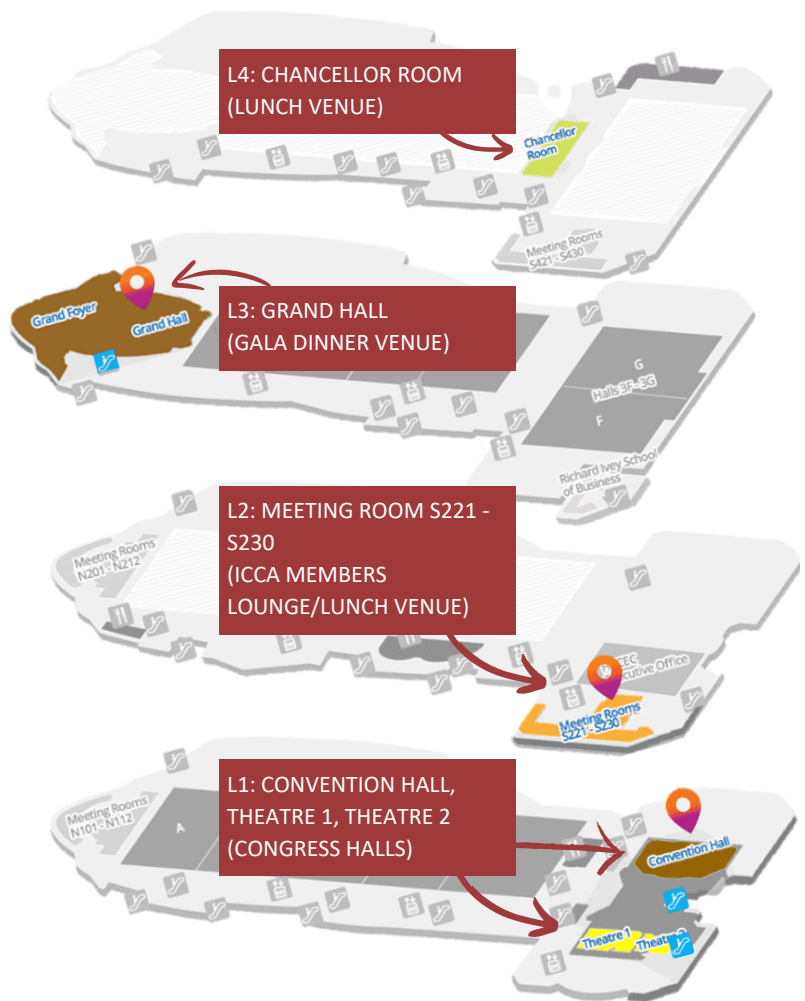 L4: CHANCELLOR ROOM
(LUNCH VENUE)
Chancellor
Room
Meeting Rooms
S421 - S430
L3: GRAND HALL
(GALA DINNER VENUE)
Grand Foyer
Grand Hall
G
Halls 3F - 3G
F
Richard Ivey School
of Business
L2: MEETING ROOM S221 -
S230
(ICCA MEMBERS
LOUNGE/LUNCH VENUE)
Meeting Rooms
N201 - N212
Office
Meeting Rooms
S221 - S230
L1: CONVENTION HALL,
THEATRE 1, THEATRE 2
(CONGRESS HALLS)
Meeting Rooms
N101 - N112
A
Convention Hall
Theatre 1
Theatre